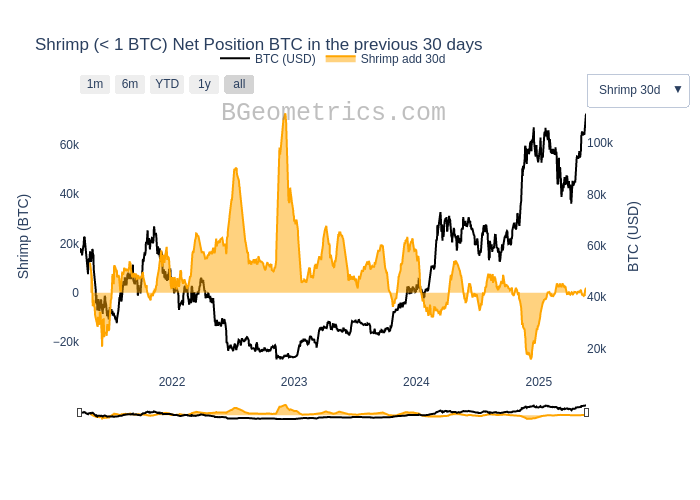 Shrimp (< 1 BTC) Net Position BTC in the previous 30 days
BTC (USD) Shrimp add 30d
1m 6m YTD 1y all
Shrimp 30d ▼
BGeometrics.com
60k
40k
20k
0
−20k
Shrimp (BTC)
100k
80k
60k
40k
20k
BTC (USD)
2022 2023 2024 2025